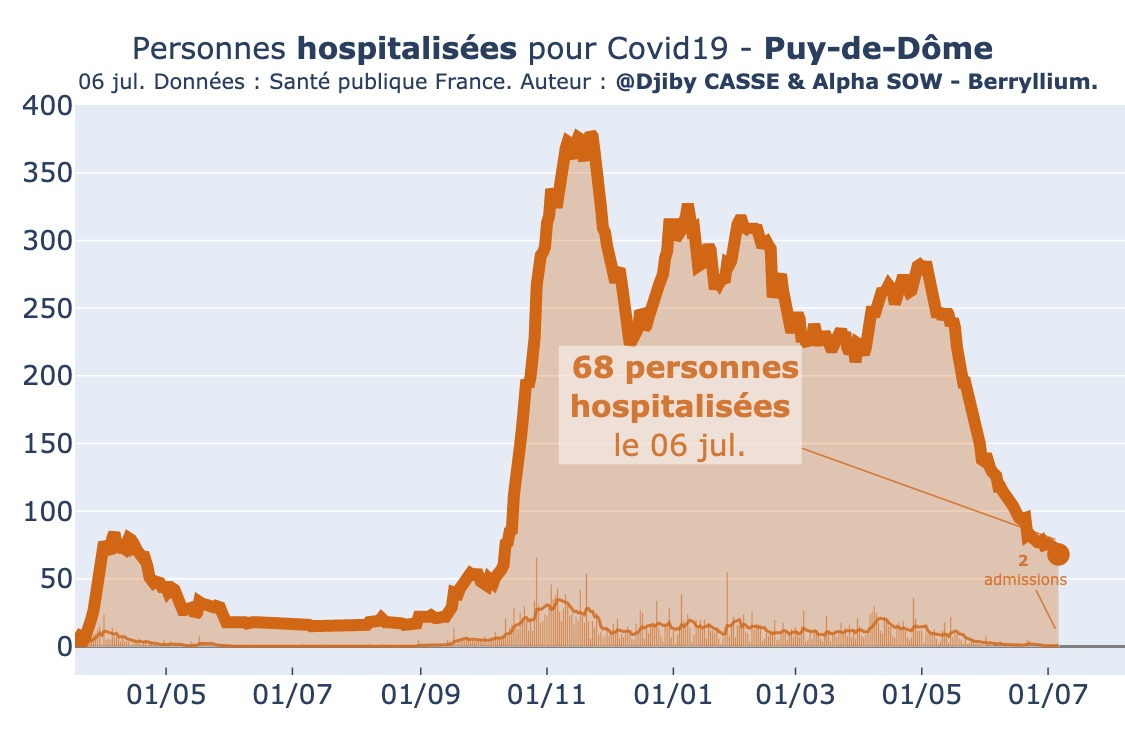 Personnes hospitalisées pour Covid19 - Puy-de-Dôme
06 jul. Données : Santé publique France. Auteur : @Djiby CASSE & Alpha SOW - Berryllium.
400
350
300
250
200
150
100
50
0
68 personnes
hospitalisées
le 06 jul.
2
admissions
01/05 01/07 01/09 01/11 01/01 01/03 01/05 01/07